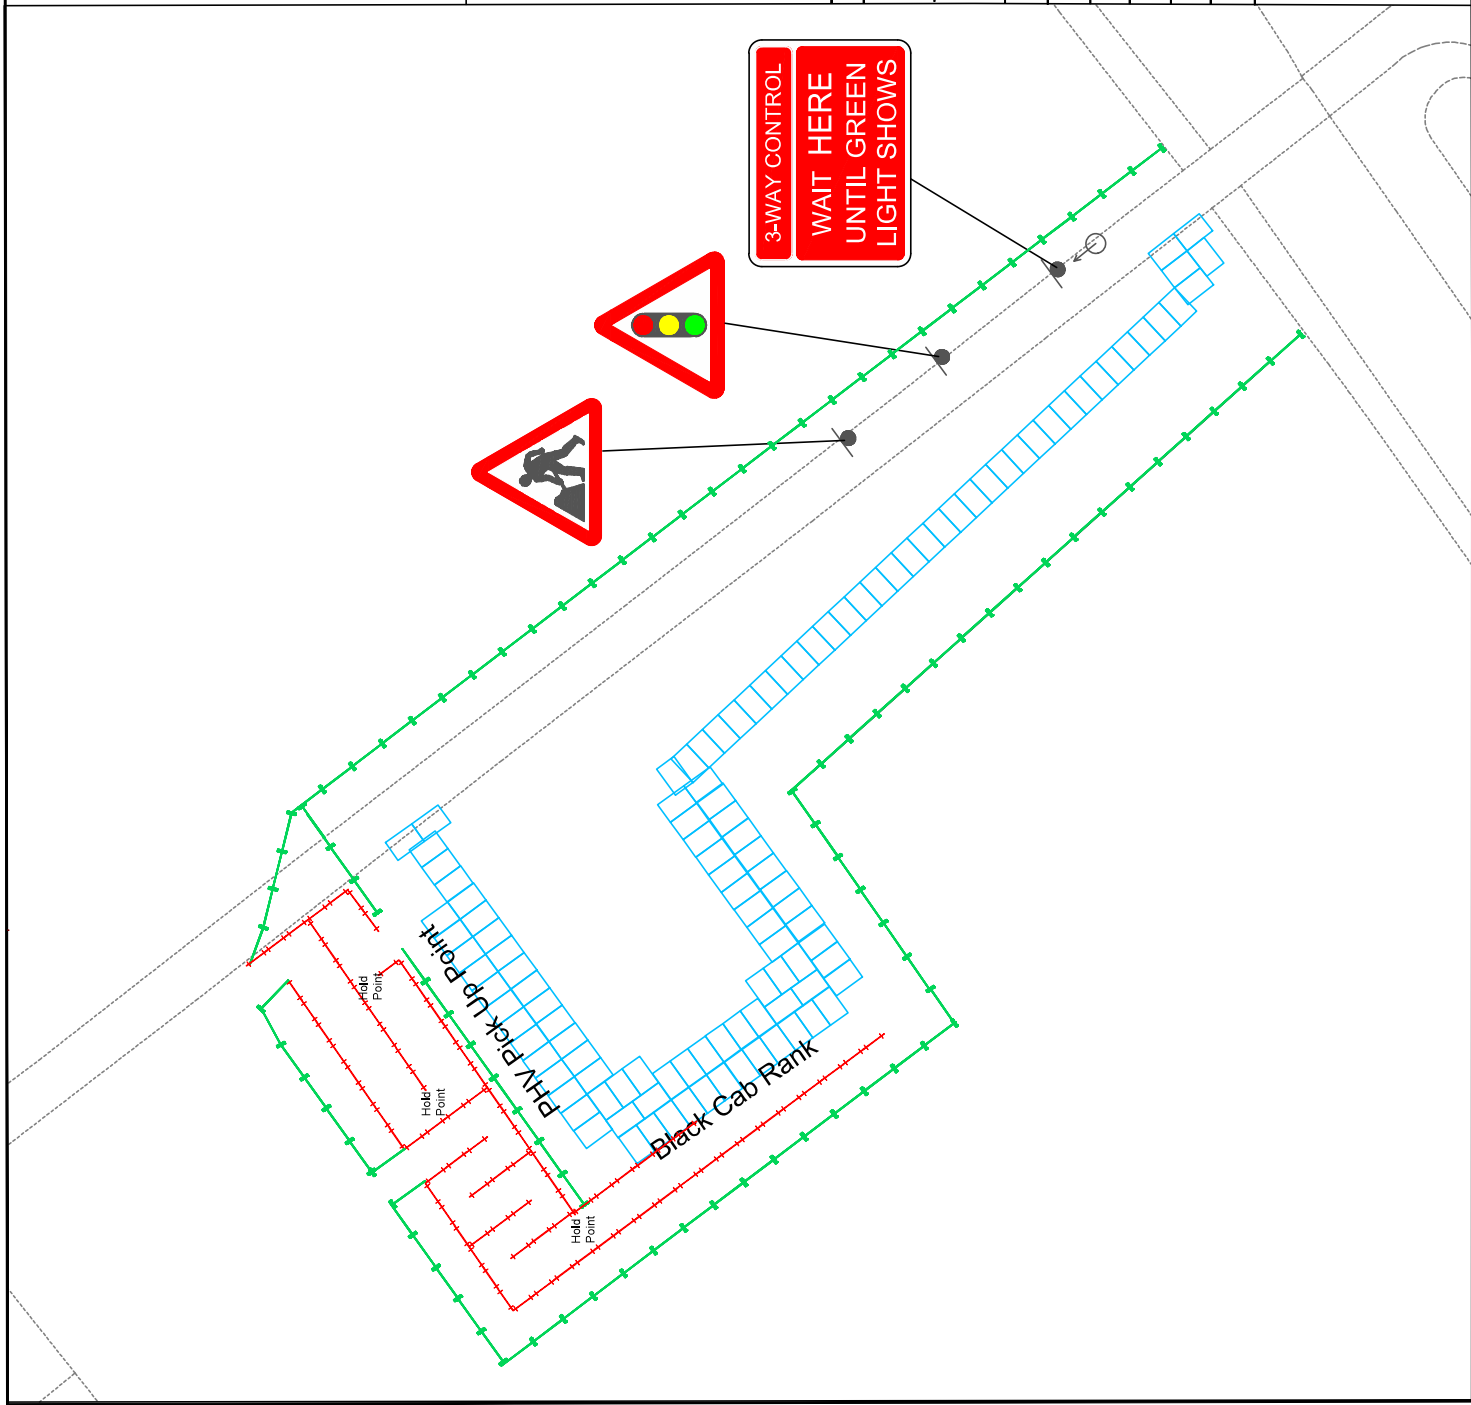 3-WAY CONTROL
WAIT HERE
UNTIL GREEN
LIGHT SHOWS
PHV Pick Up Point
Hold
Point
Hold
Point
Black Cab Rank
Hold
Point